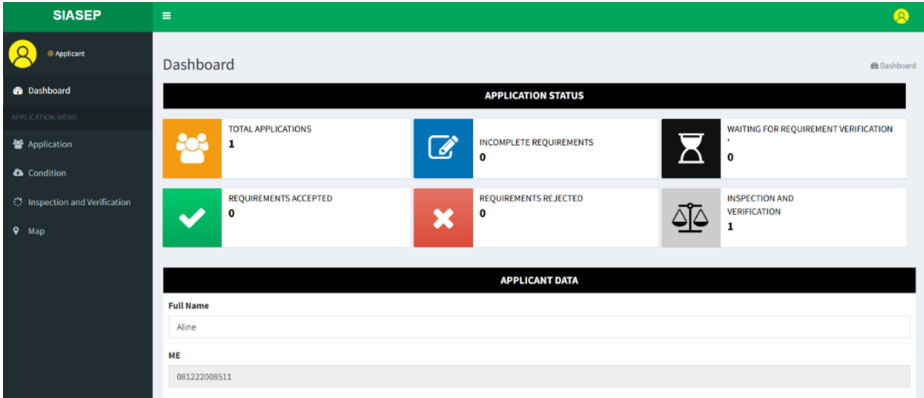 SIASEP
Applicant
Dashboard
APPLICATION MENU
Application
Condition
Inspection and Verification
Map
Dashboard
Dashboard
APPLICATION STATUS
TOTAL APPLICATIONS
1
INCOMPLETE REQUIREMENTS
0
WAITING FOR REQUIREMENT VERIFICATION
'
0
REQUIREMENTS ACCEPTED
0
REQUIREMENTS REJECTED
0
INSPECTION AND
VERIFICATION
1
APPLICANT DATA
Full Name
Aline
ME
081222008511